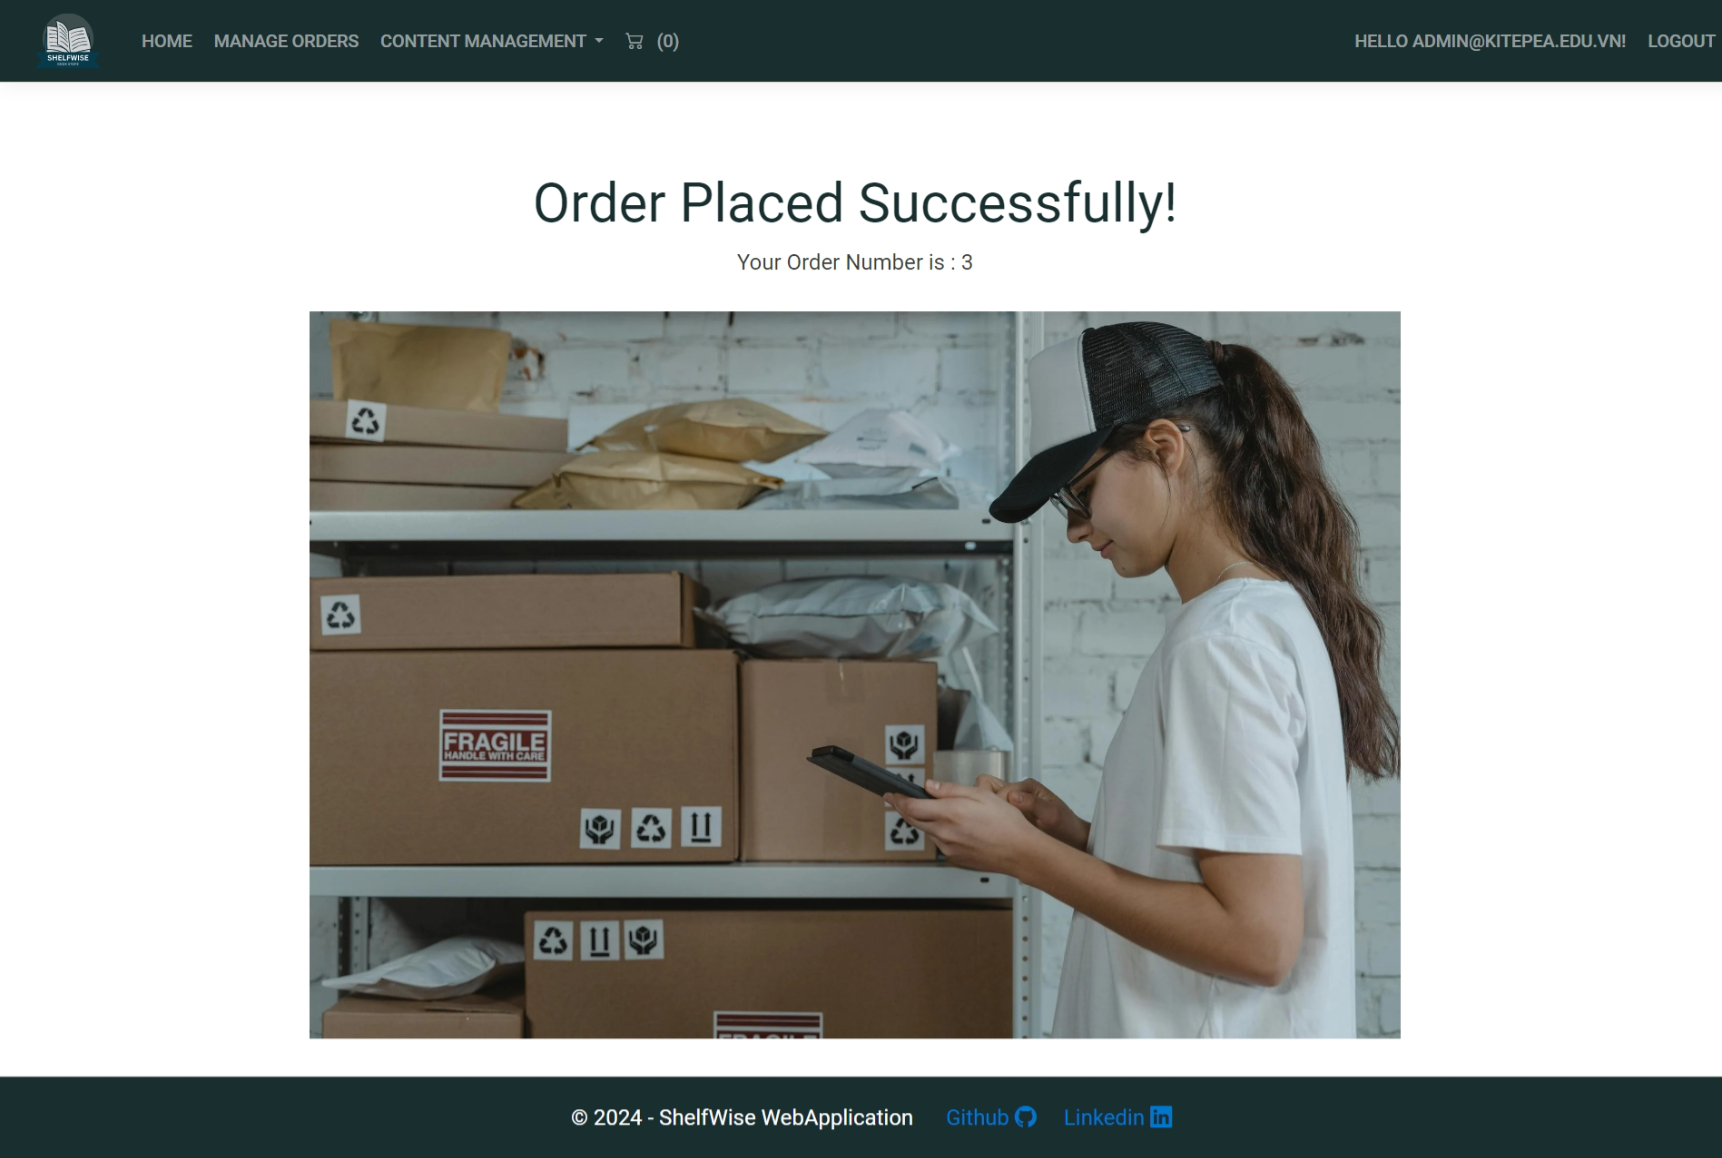 SHELFWISE
HOME
MANAGE ORDERS
CONTENT MANAGEMENT
(0)
HELLO ADMIN@KITEPEA.EDU.VN!
LOGOUT
Order Placed Successfully!
Your Order Number is : 3
FRAGILE
HANDLE WITH CARE
FRAGILE
© 2024 - ShelfWise WebApplication
Github
Linkedin